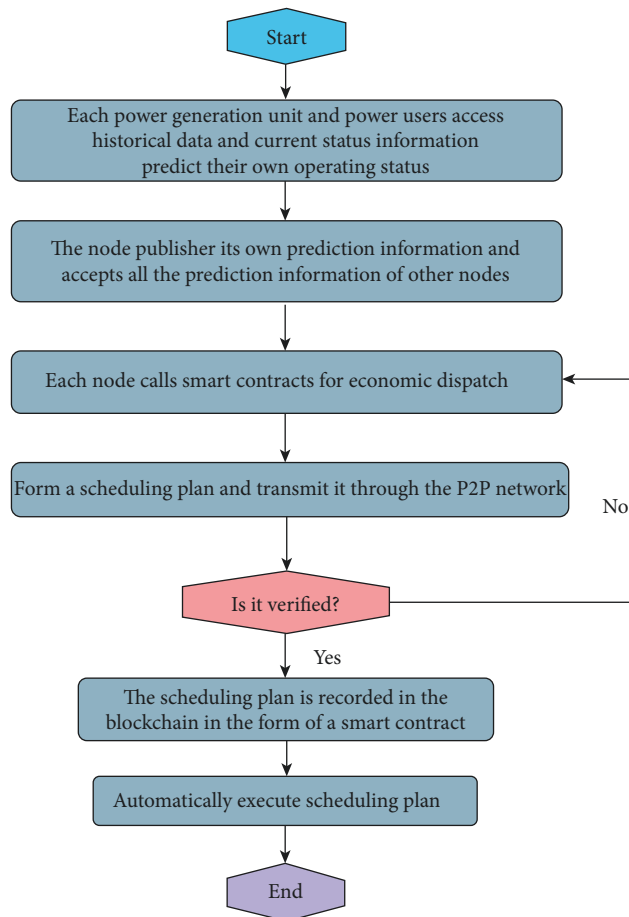 Start
Each power generation unit and power users access
historical data and current status information
predict their own operating status
The node publisher its own prediction information and
accepts all the prediction information of other nodes
Each node calls smart contracts for economic dispatch
Form a scheduling plan and transmit it through the P2P network
No
Is it verified?
Yes
The scheduling plan is recorded in the
blockchain in the form of a smart contract
Automatically execute scheduling plan
End